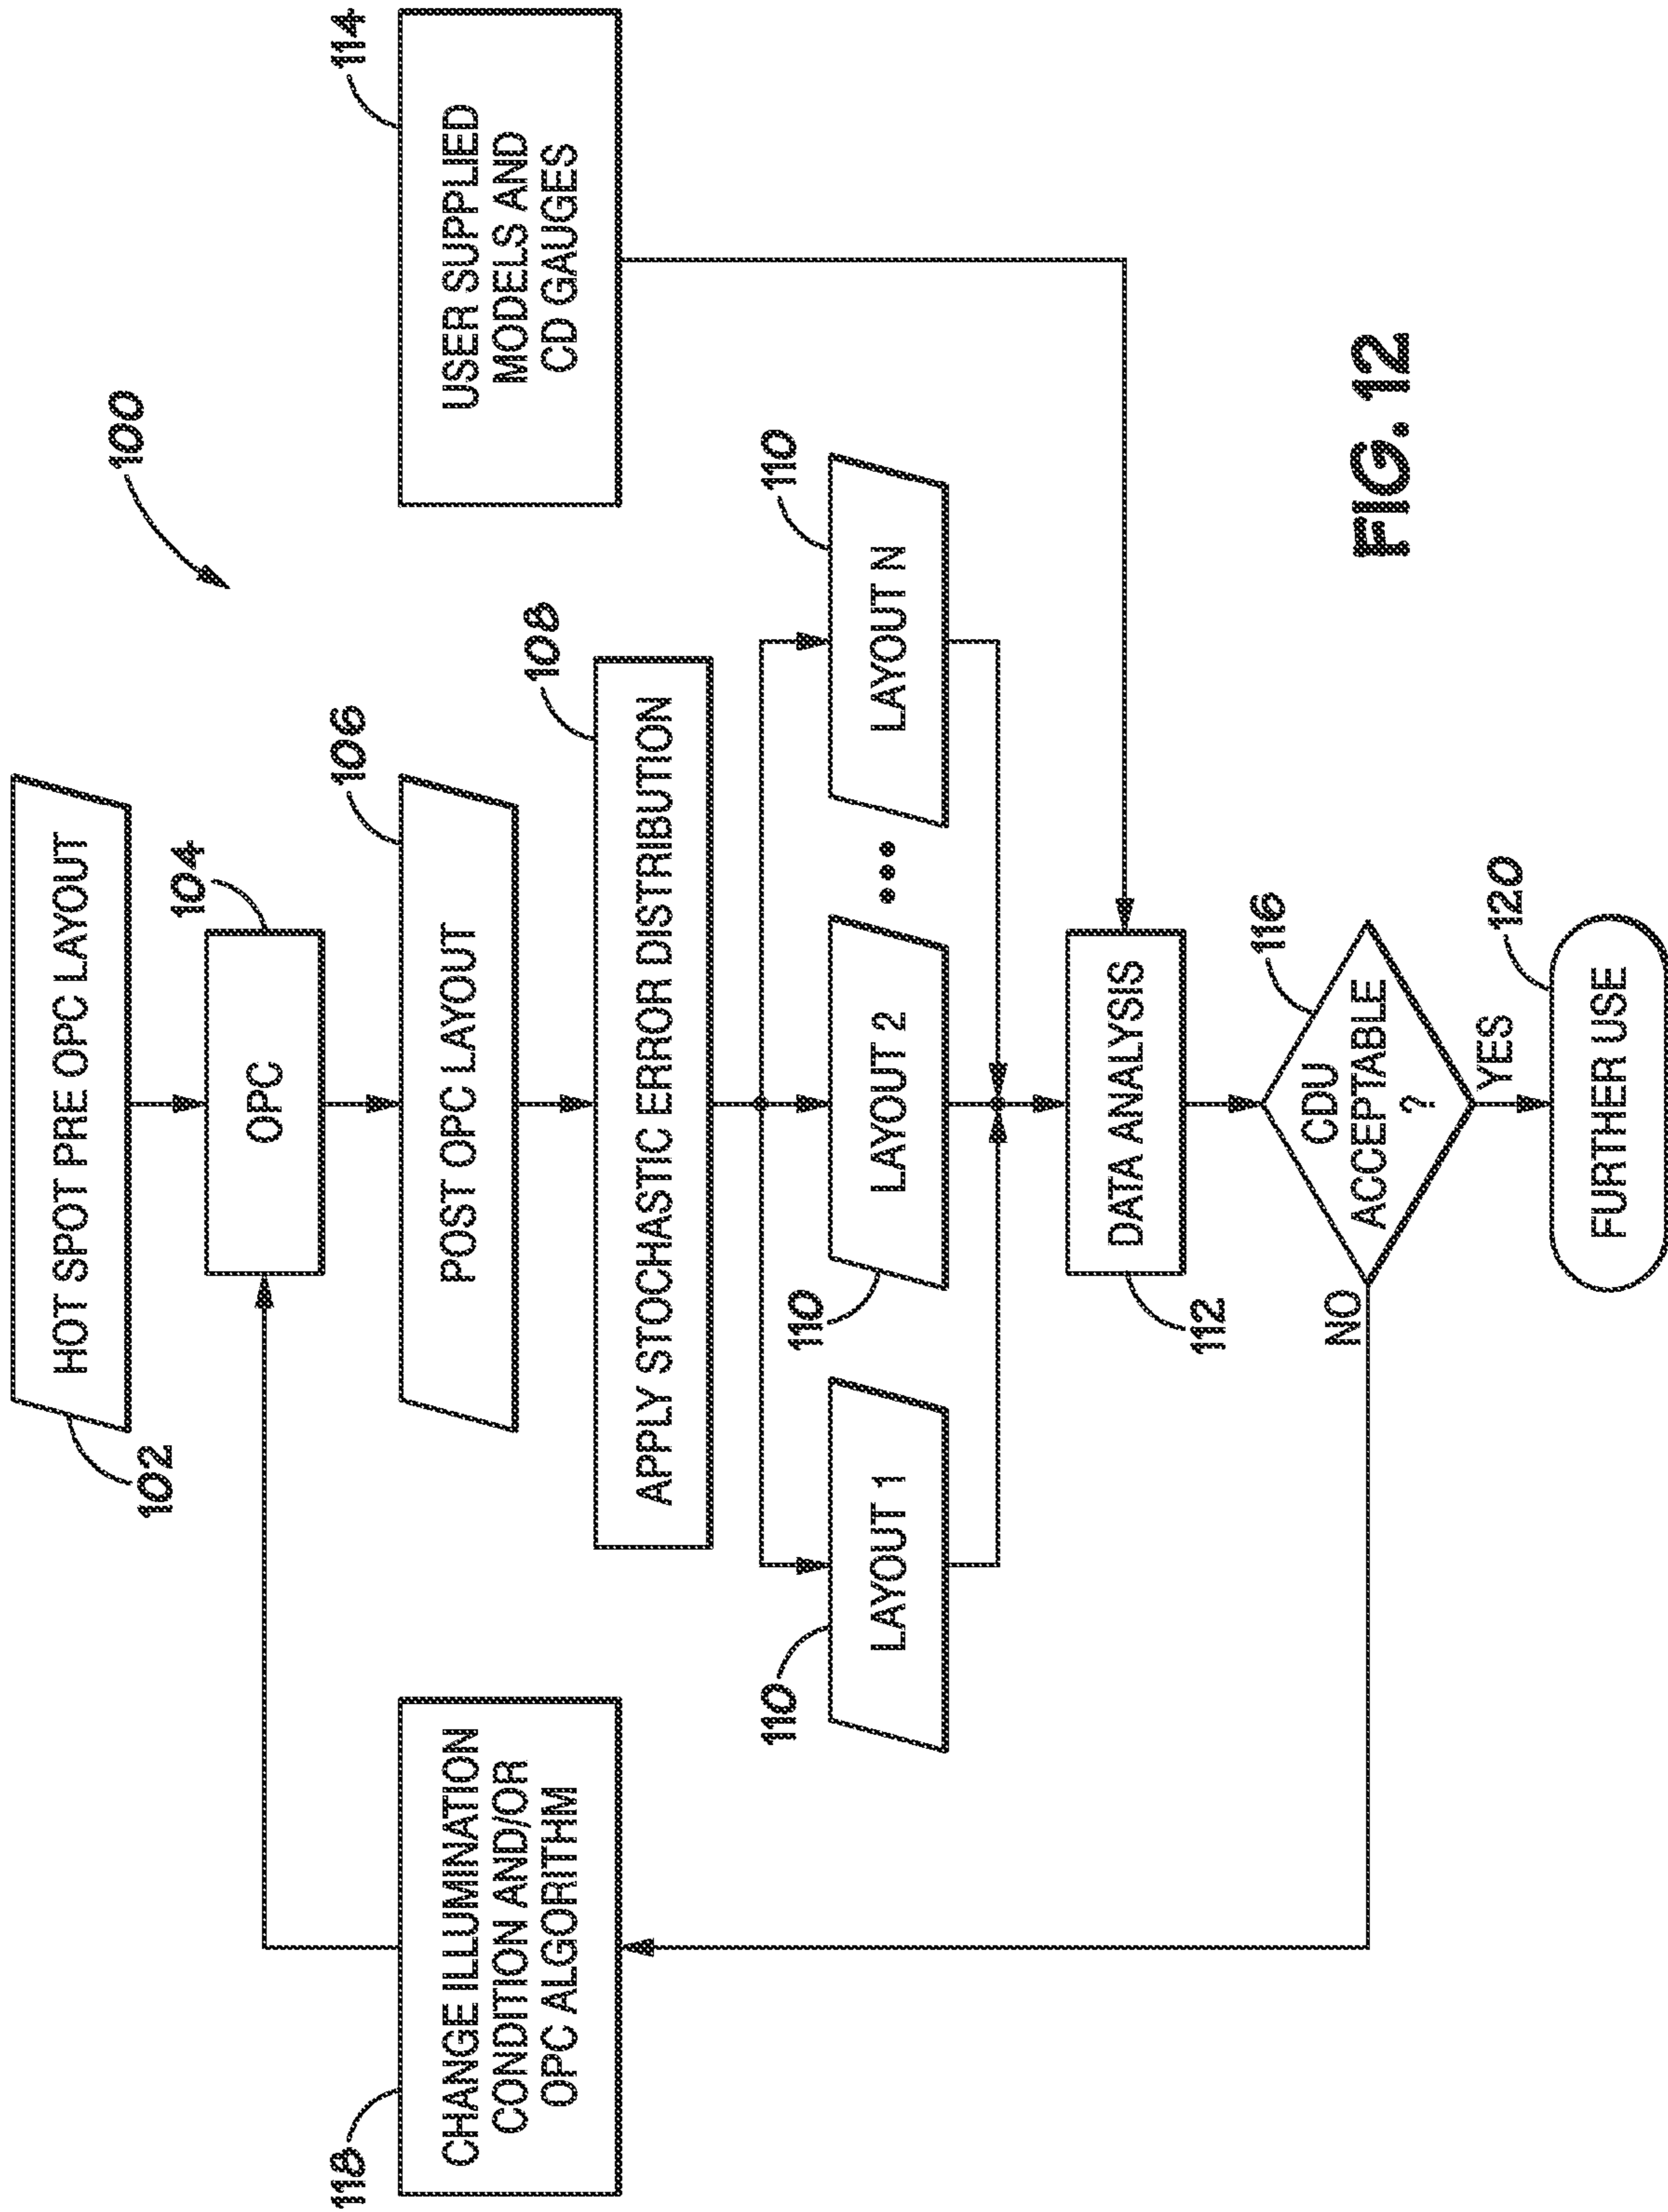 100
HOT SPOT PRE OPC LAYOUT
102
OPC
104
POST OPC LAYOUT
106
118
CHANGE ILLUMINATION
CONDITION AND/OR
OPC ALGORITHM
USER SUPPLIED
MODELS AND
CD GAUGES
114
APPLY STOCHASTIC ERROR DISTRIBUTION
108
110
LAYOUT 1
110
LAYOUT 2
•••
LAYOUT N
110
DATA ANALYSIS
112
CDU
ACCEPTABLE
?
116
NO
YES
FURTHER USE
120
FIG. 12